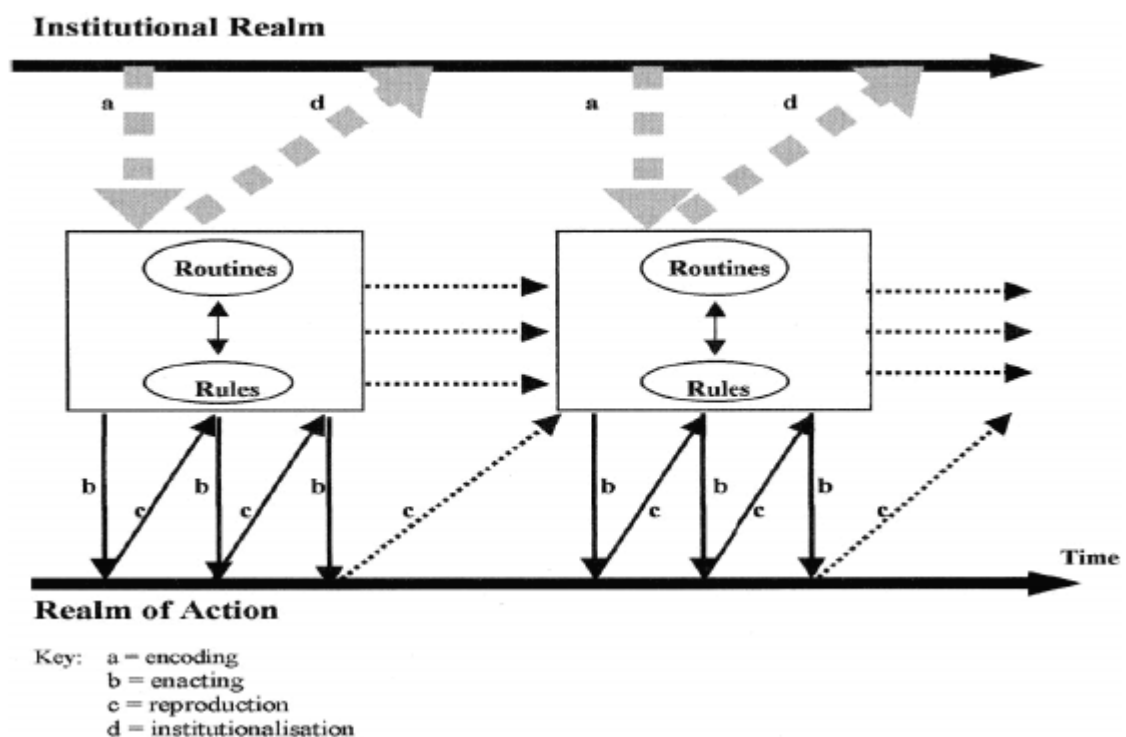 Institutional Realm
a
d
a
d
Routines
Routines
Rules
Rules
b
c
b
c
b
c
b
c
b
c
b
c.
Time
Realm of Action
Key: a = encoding
b = enacting
c = reproduction
d = institutionalisation